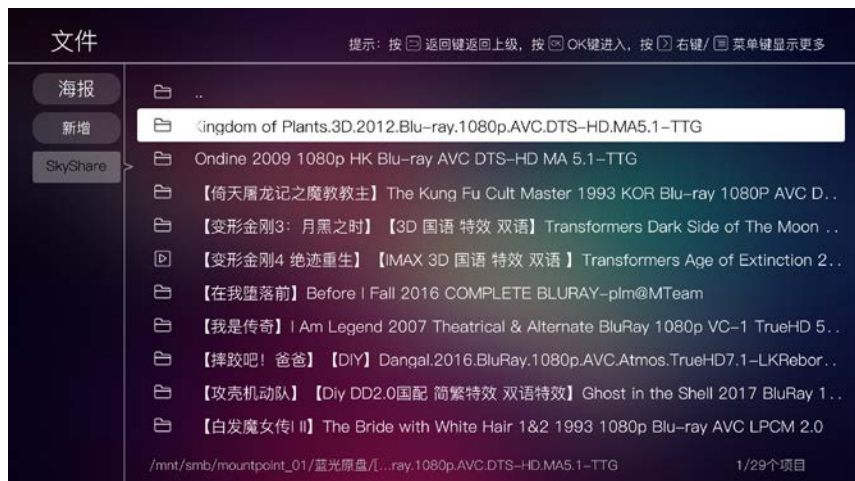 文件
提示：按 返回键返回上级，按 OK OK键进入，按 右键/ 菜单键显示更多
海报
新增
SkyShare
..
Kingdom of Plants.3D.2012.Blu-ray.1080p.AVC.DTS-HD.MA5.1-TTG
Ondine 2009 1080p HK Blu-ray AVC DTS-HD MA 5.1-TTG
【倚天屠龙记之魔教教主】The Kung Fu Cult Master 1993 KOR Blu-ray 1080P AVC D..
【变形金刚3：月黑之时】【3D 国语 特效 双语】Transformers Dark Side of The Moon ..
【变形金刚4 绝迹重生】【IMAX 3D 国语 特效 双语 】Transformers Age of Extinction 2..
【在我堕落前】Before I Fall 2016 COMPLETE BLURAY-plm@MTeam
【我是传奇】I Am Legend 2007 Theatrical & Alternate BluRay 1080p VC-1 TrueHD 5..
【摔跤吧！爸爸】【DIY】Dangal.2016.BluRay.1080p.AVC.Atmos.TrueHD7.1-LKRebor..
【攻壳机动队】【Diy DD2.0国配 简繁特效 双语特效】Ghost in the Shell 2017 BluRay 1..
【白发魔女传I II】The Bride with White Hair 1&2 1993 1080p Blu-ray AVC LPCM 2.0
/mnt/smb/mountpoint_01/蓝光原盘/[...ray.1080p.AVC.DTS-HD.MA5.1-TTG
1/29个项目